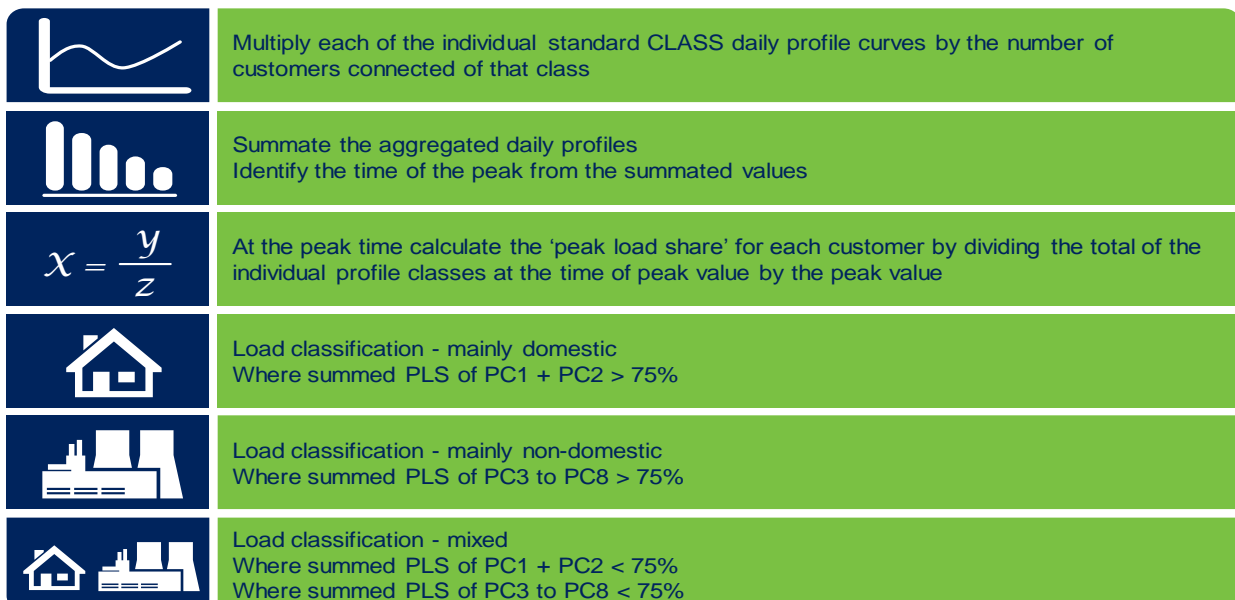 Multiply each of the individual standard CLASS daily profile curves by the number of
customers connected of that class
Summate the aggregated daily profiles
Identify the time of the peak from the summated values
x = y
z
At the peak time calculate the ‘peak load share’ for each customer by dividing the total of the
individual profile classes at the time of peak value by the peak value
Load classification - mainly domestic
Where summed PLS of PC1 + PC2 > 75%
Load classification - mainly non-domestic
Where summed PLS of PC3 to PC8 > 75%
Load classification - mixed
Where summed PLS of PC1 + PC2 < 75%
Where summed PLS of PC3 to PC8 < 75%